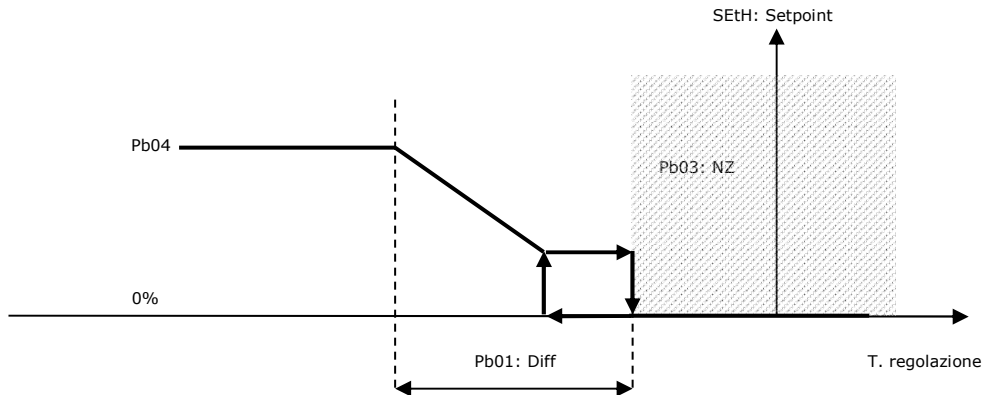 SEtH: Setpoint
Pb04
Pb03: NZ
0%
Pb01: Diff
T. regolazione